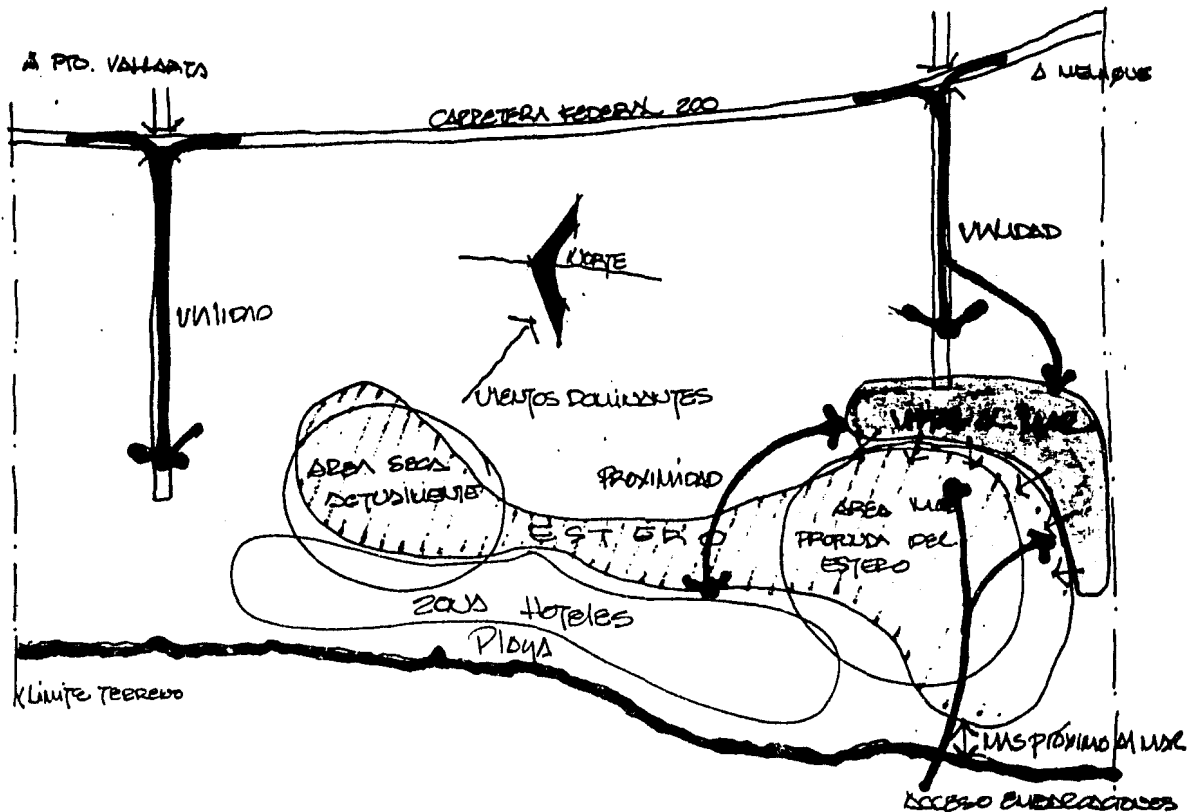 A PTO. VALLARTA
A MELAQUE
CARRETERA FEDERAL 200
NORTE
VIALIDAD
VIALIDAD
VIENTOS DOMINANTES
PROXIMIDAD
AREA SECA
ACTUALMENTE
ESTERO
AREA MAS
PROFUNDA DEL
ESTERO
ZONA HOTELES
PLAYA
LIMITE TERRENO
MAS PRÓXIMO AL MAR
ACCESO EMBARCACIONES